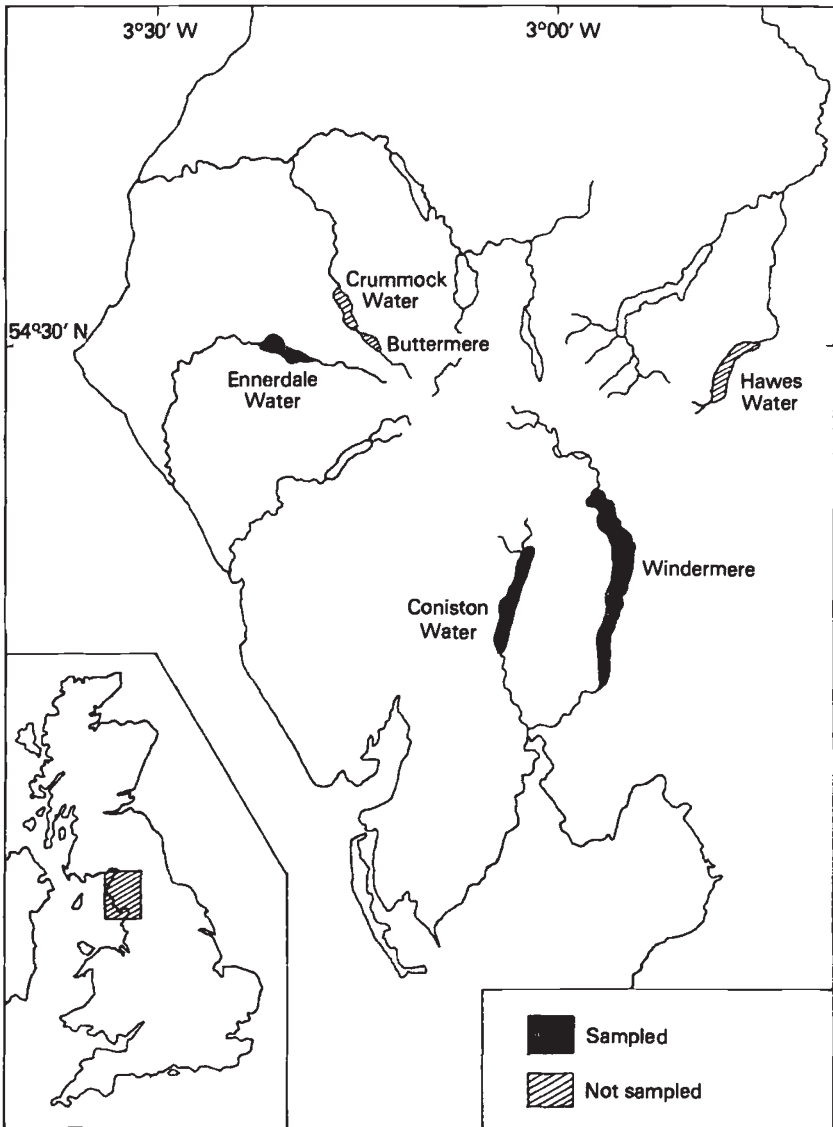 3°30′ W
3°00′ W
Crummock
Water
54°30′ N
Buttermere
Ennerdale
Water
Hawes
Water
Windermere
Coniston
Water
Sampled
Not sampled